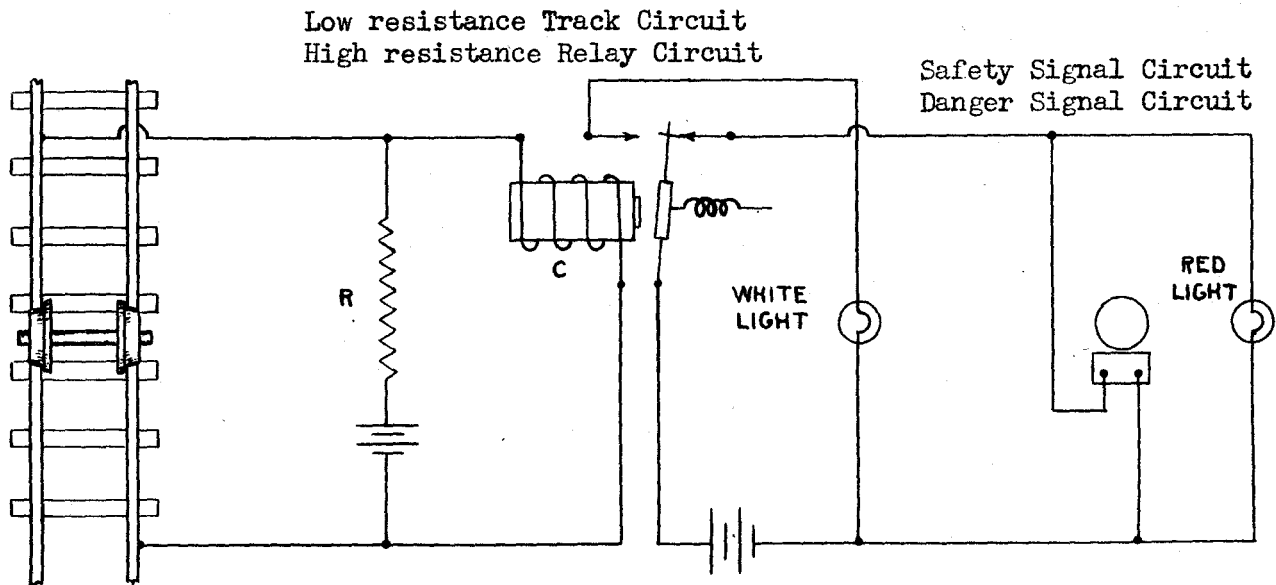 Low resistance Track Circuit
High resistance Relay Circuit
Safety Signal Circuit
Danger Signal Circuit
R
C
WHITE
LIGHT
RED
LIGHT